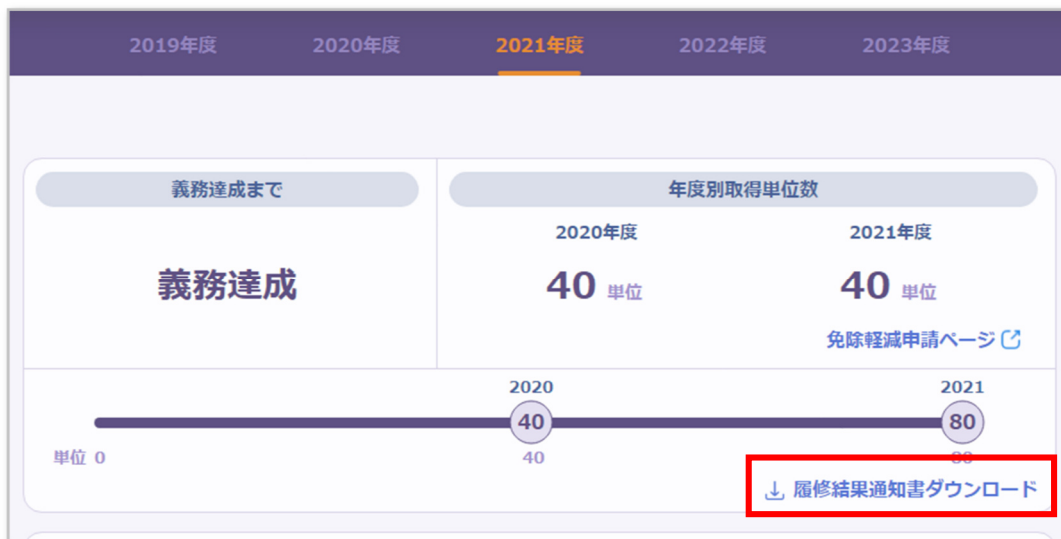 2019年度 2020年度 2021年度 2022年度 2023年度
義務達成まで
年度別取得単位数
2020年度 2021年度
義務達成
40 単位 40 単位
免除軽減申請ページ
2020 2021
40 80
単位 0 40 80
履修結果通知書ダウンロード